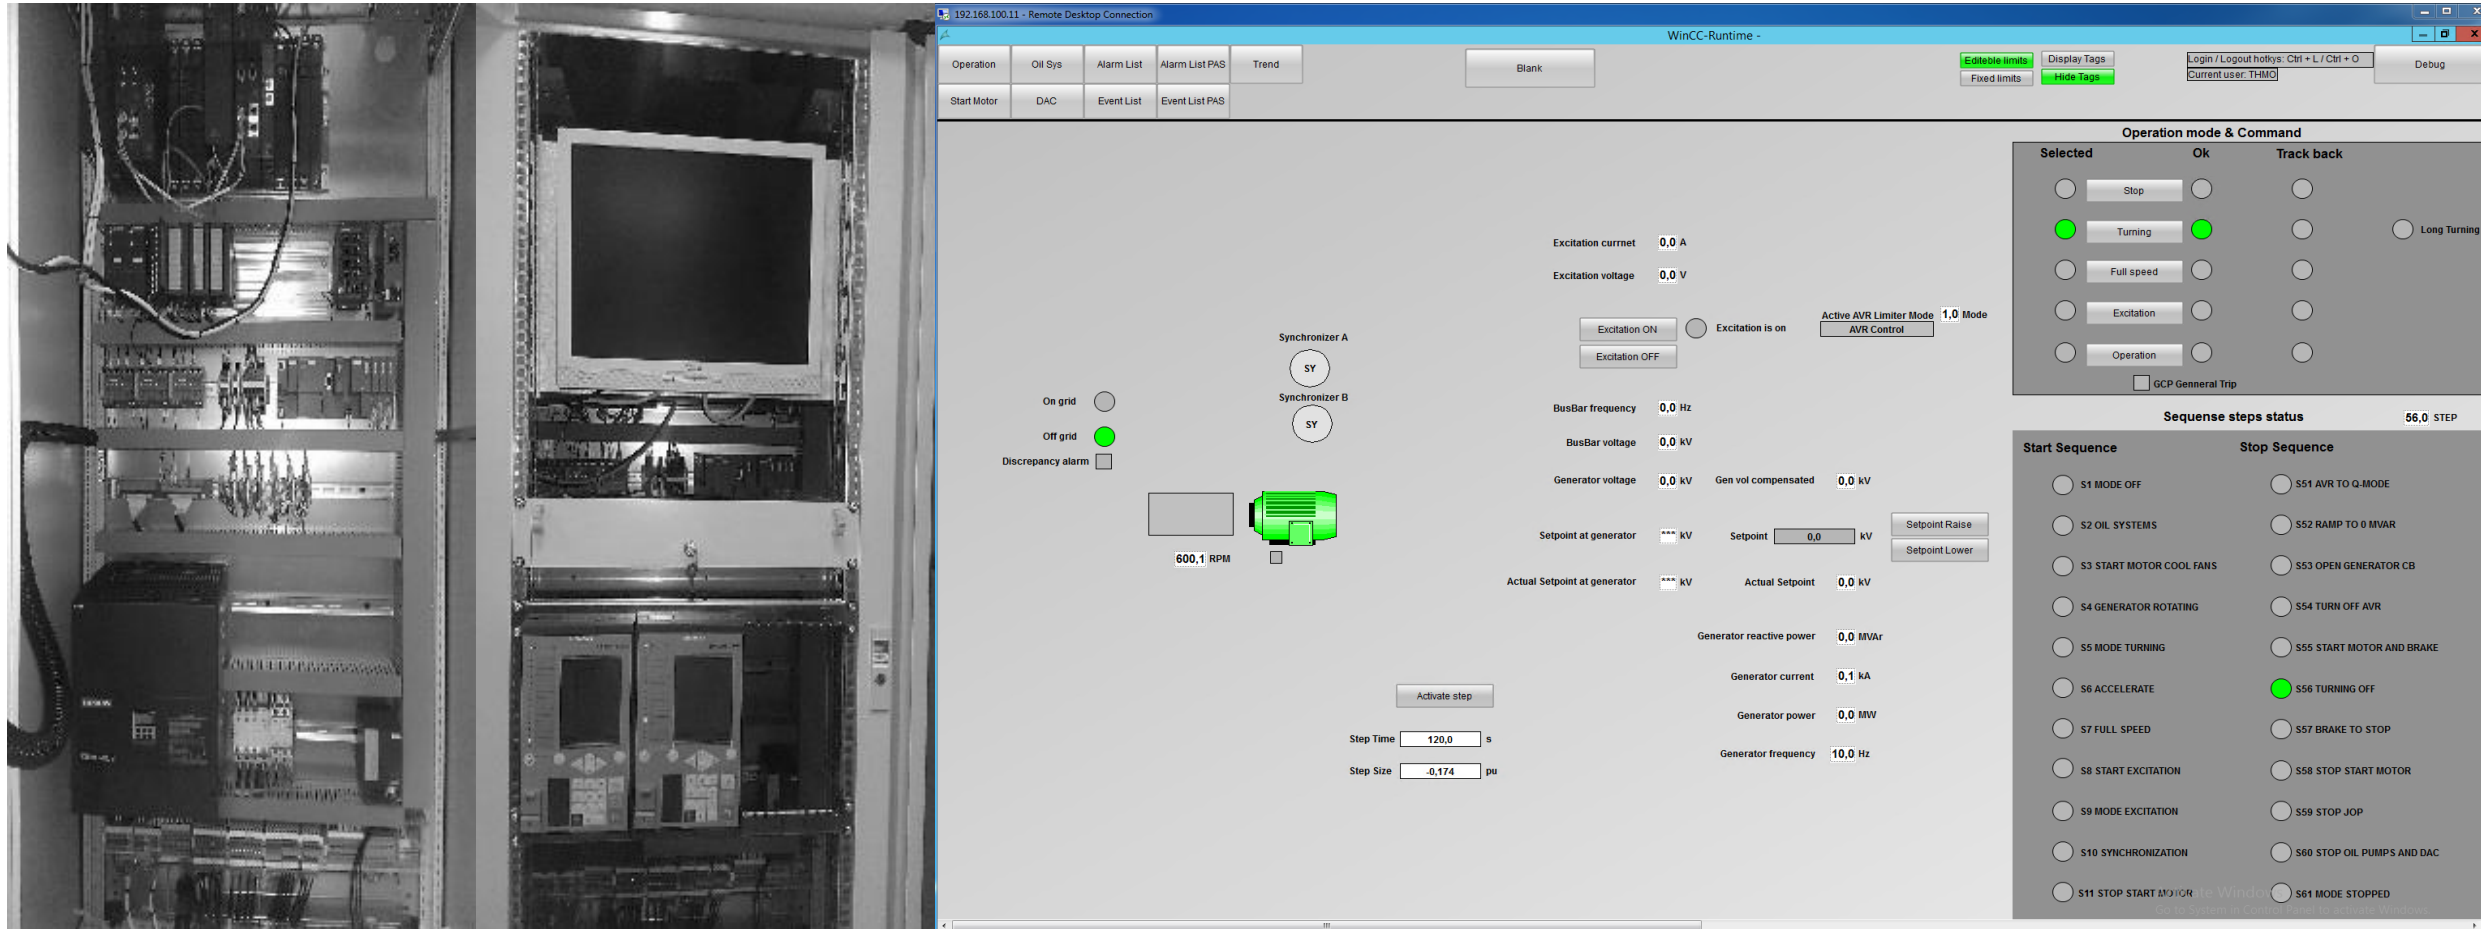 192.168.100.11 - Remote Desktop Connection
WinCC-Runtime -
Operation
Oil Sys
Alarm List
Alarm List PAS
Trend
Blank
Editeble limits
Display Tags
Login / Logout hotkys: Ctrl + L / Ctrl + O
Debug
Fixed limits
Hide Tags
Current user: THMO
Start Motor
DAC
Event List
Event List PAS
Operation mode & Command
Selected
Ok
Track back
Stop
Turning
Long Turning
Full speed
Excitation
Operation
GCP Genneral Trip
Excitation currnet 0,0 A
Excitation voltage 0,0 V
Active AVR Limiter Mode 1,0 Mode
Excitation ON
Excitation is on
AVR Control
Excitation OFF
Synchronizer A
SY
Synchronizer B
SY
On grid
Off grid
Discrepancy alarm
600,1 RPM
BusBar frequency 0,0 Hz
BusBar voltage 0,0 kV
Generator voltage 0,0 kV
Gen vol compensated 0,0 kV
Setpoint at generator *** kV
Setpoint 0,0 kV
Setpoint Raise
Setpoint Lower
Actual Setpoint at generator *** kV
Actual Setpoint 0,0 kV
Generator reactive power 0,0 MVAr
Generator current 0,1 kA
Generator power 0,0 MW
Generator frequency 10,0 Hz
Activate step
Step Time 120,0 s
Step Size -0,174 pu
Sequense steps status
56,0 STEP
Start Sequence
Stop Sequence
S1 MODE OFF
S51 AVR TO Q-MODE
S2 OIL SYSTEMS
S52 RAMP TO 0 MVAR
S3 START MOTOR COOL FANS
S53 OPEN GENERATOR CB
S4 GENERATOR ROTATING
S54 TURN OFF AVR
S5 MODE TURNING
S55 START MOTOR AND BRAKE
S6 ACCELERATE
S56 TURNING OFF
S7 FULL SPEED
S57 BRAKE TO STOP
S8 START EXCITATION
S58 STOP START MOTOR
S9 MODE EXCITATION
S59 STOP JOP
S10 SYNCHRONIZATION
S60 STOP OIL PUMPS AND DAC
S11 STOP START MOTOR
S61 MODE STOPPED
Go to System in Control Panel to activate Windows.